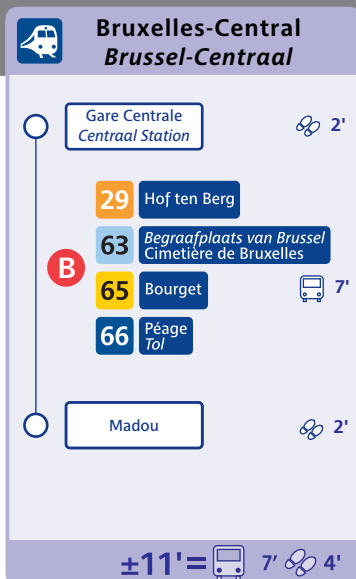 Bruxelles-Central
Brussel-Centraal
Gare Centrale
Centraal Station
2'
29 Hof ten Berg
63 Begraafplaats van Brussel
Cimetière de Bruxelles
B
65 Bourget
7'
66 Péage
Tol
Madou
2'
±11'= 7’ 4'